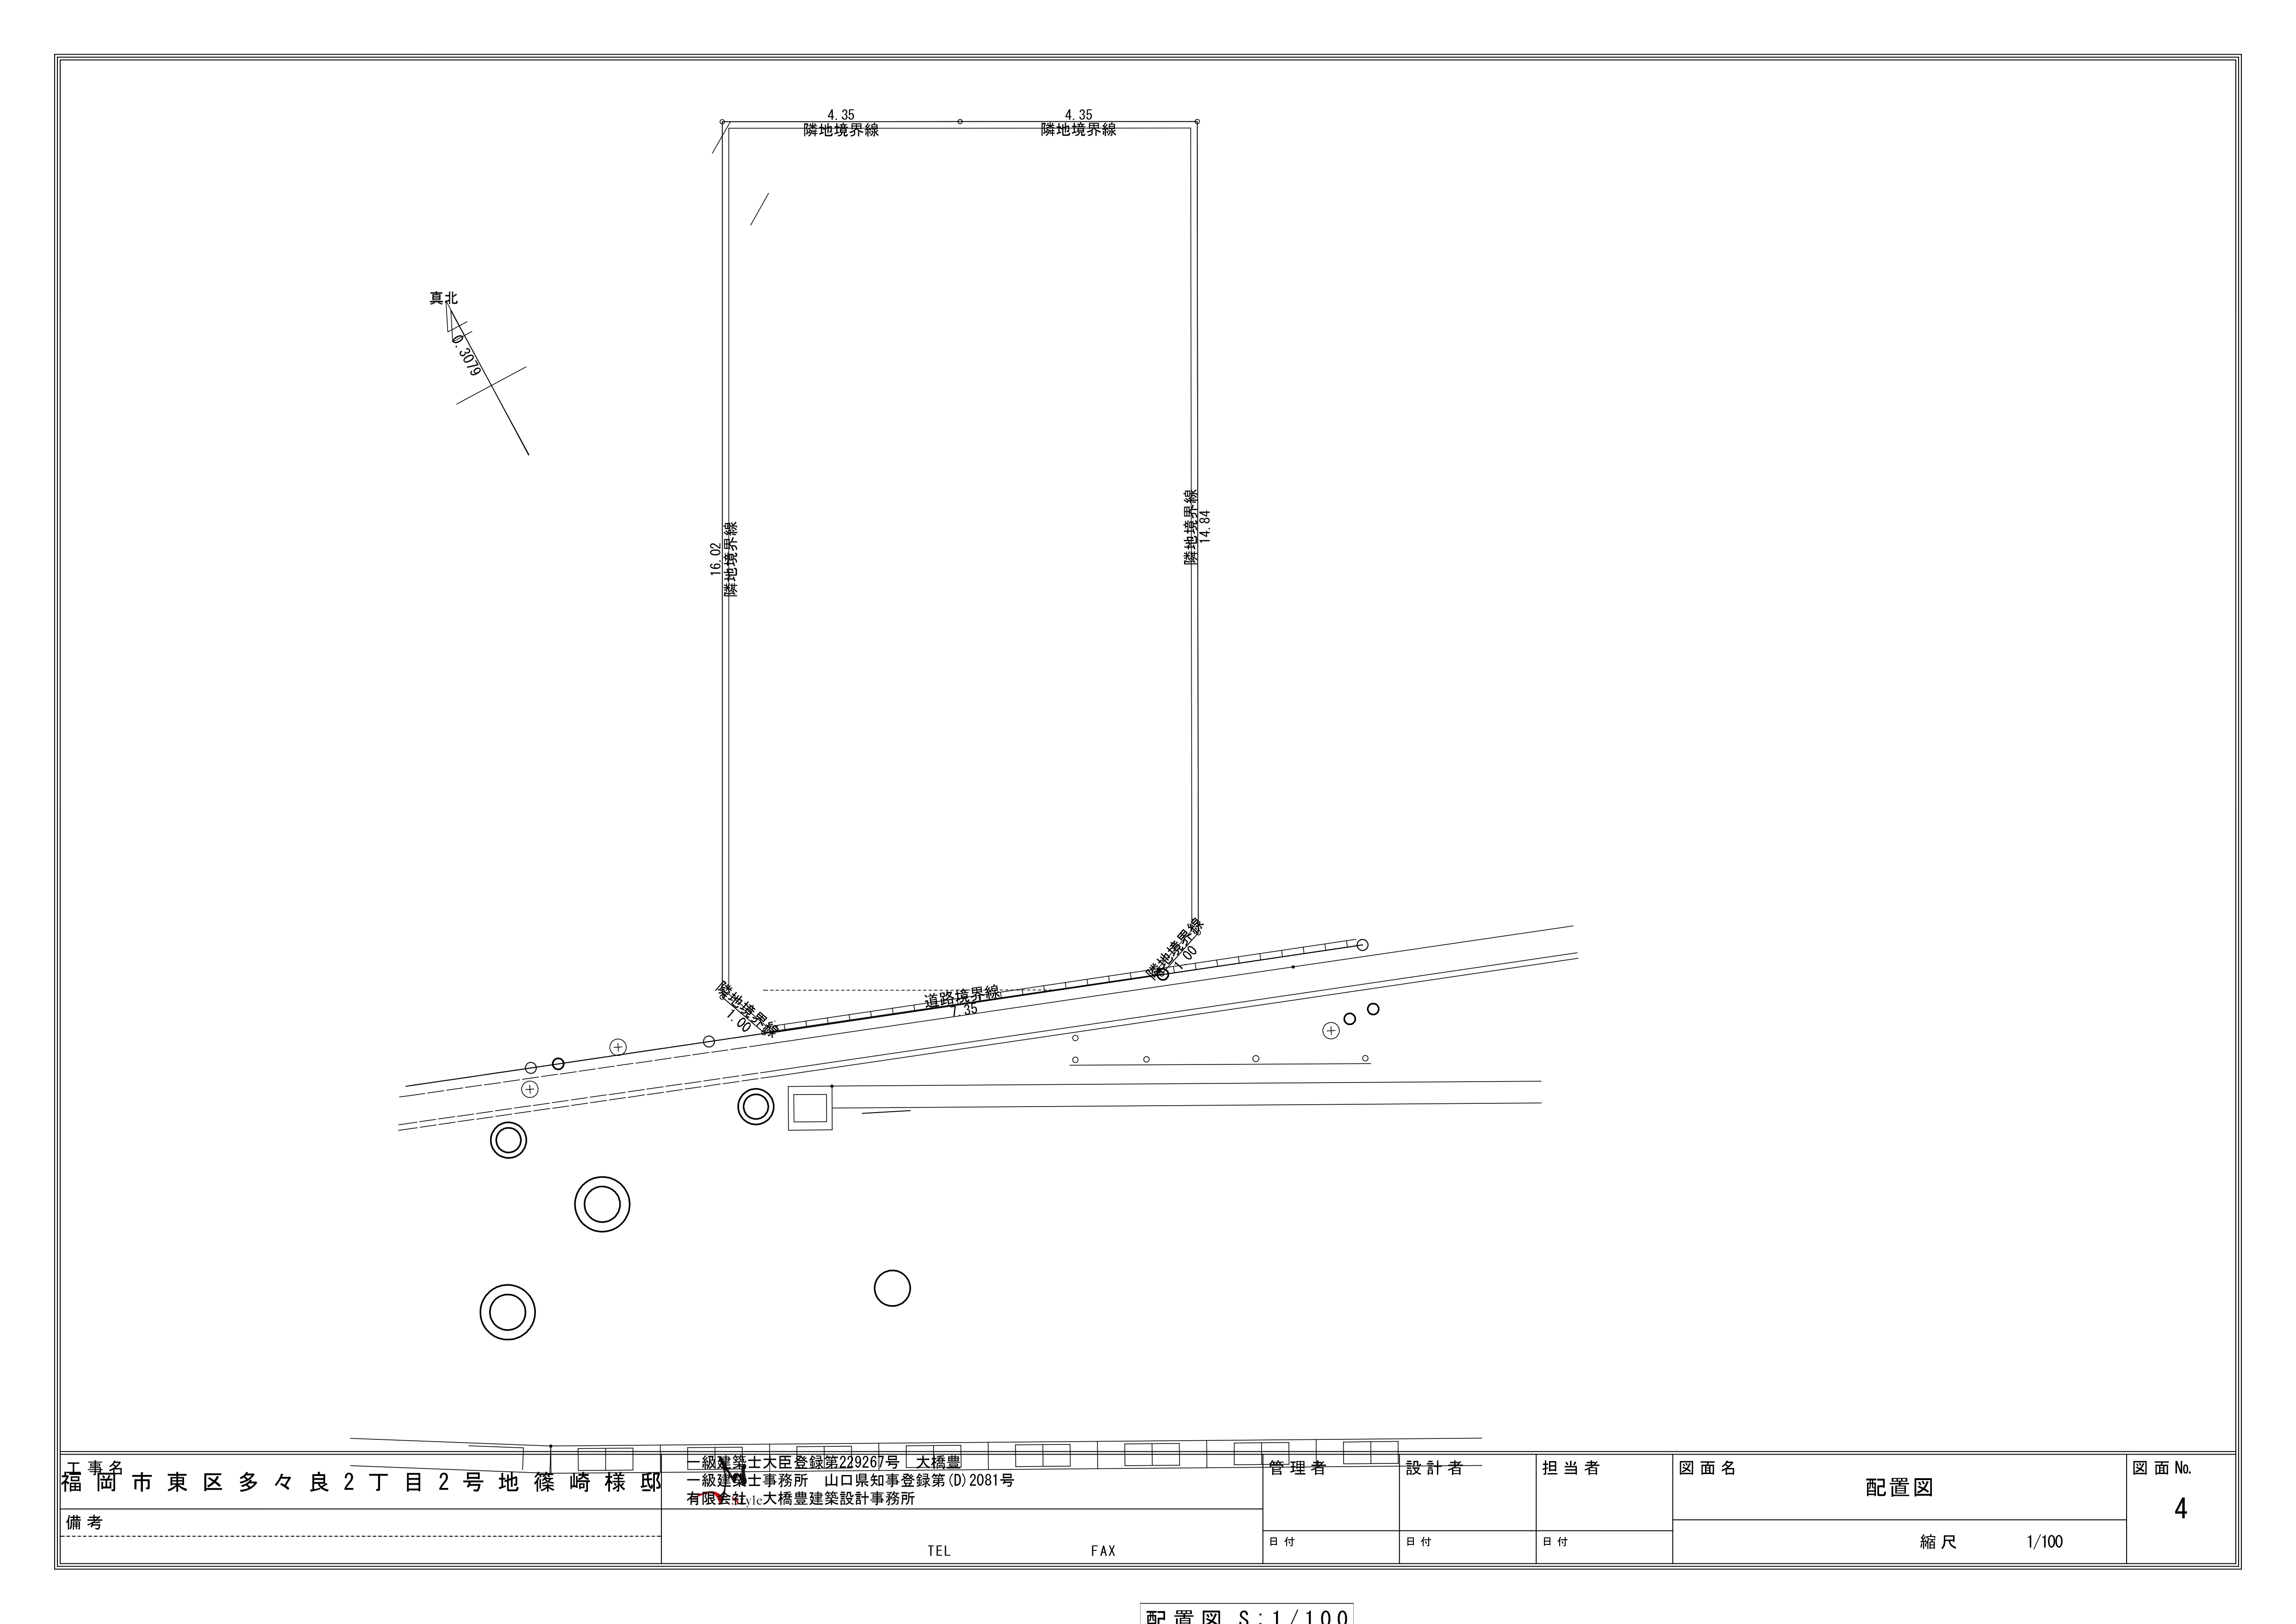 4.35
隣地境界線
4.35
隣地境界線
真北
0.3079
16.02
隣地境界線
隣地境界線
14.84
隣地境界線
1.00
道路境界線
7.35
隣地境界線
1.00
工事名
福岡市東区多々良2丁目2号地篠崎様邸
備考
一級建築士大臣登録第229267号　大橋豊
一級建築士事務所　山口県知事登録第(D)2081号
有限会社　大橋豊建築設計事務所
TEL FAX
管理者
日付
設計者
日付
担当者
日付
図面名
配置図
縮尺 1/100
図面No.
4
配置図 S:1/100